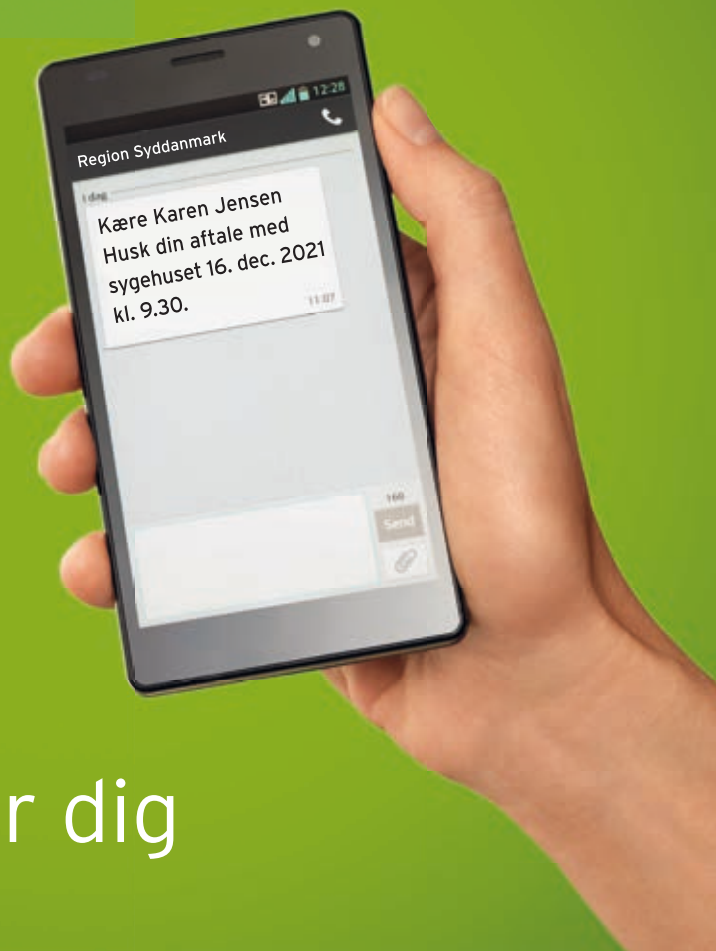 12:28
Region Syddanmark
I dag
Kære Karen Jensen
Husk din aftale med
sygehuset 16. dec. 2021
kl. 9.30.
11:07
160
Send
r dig